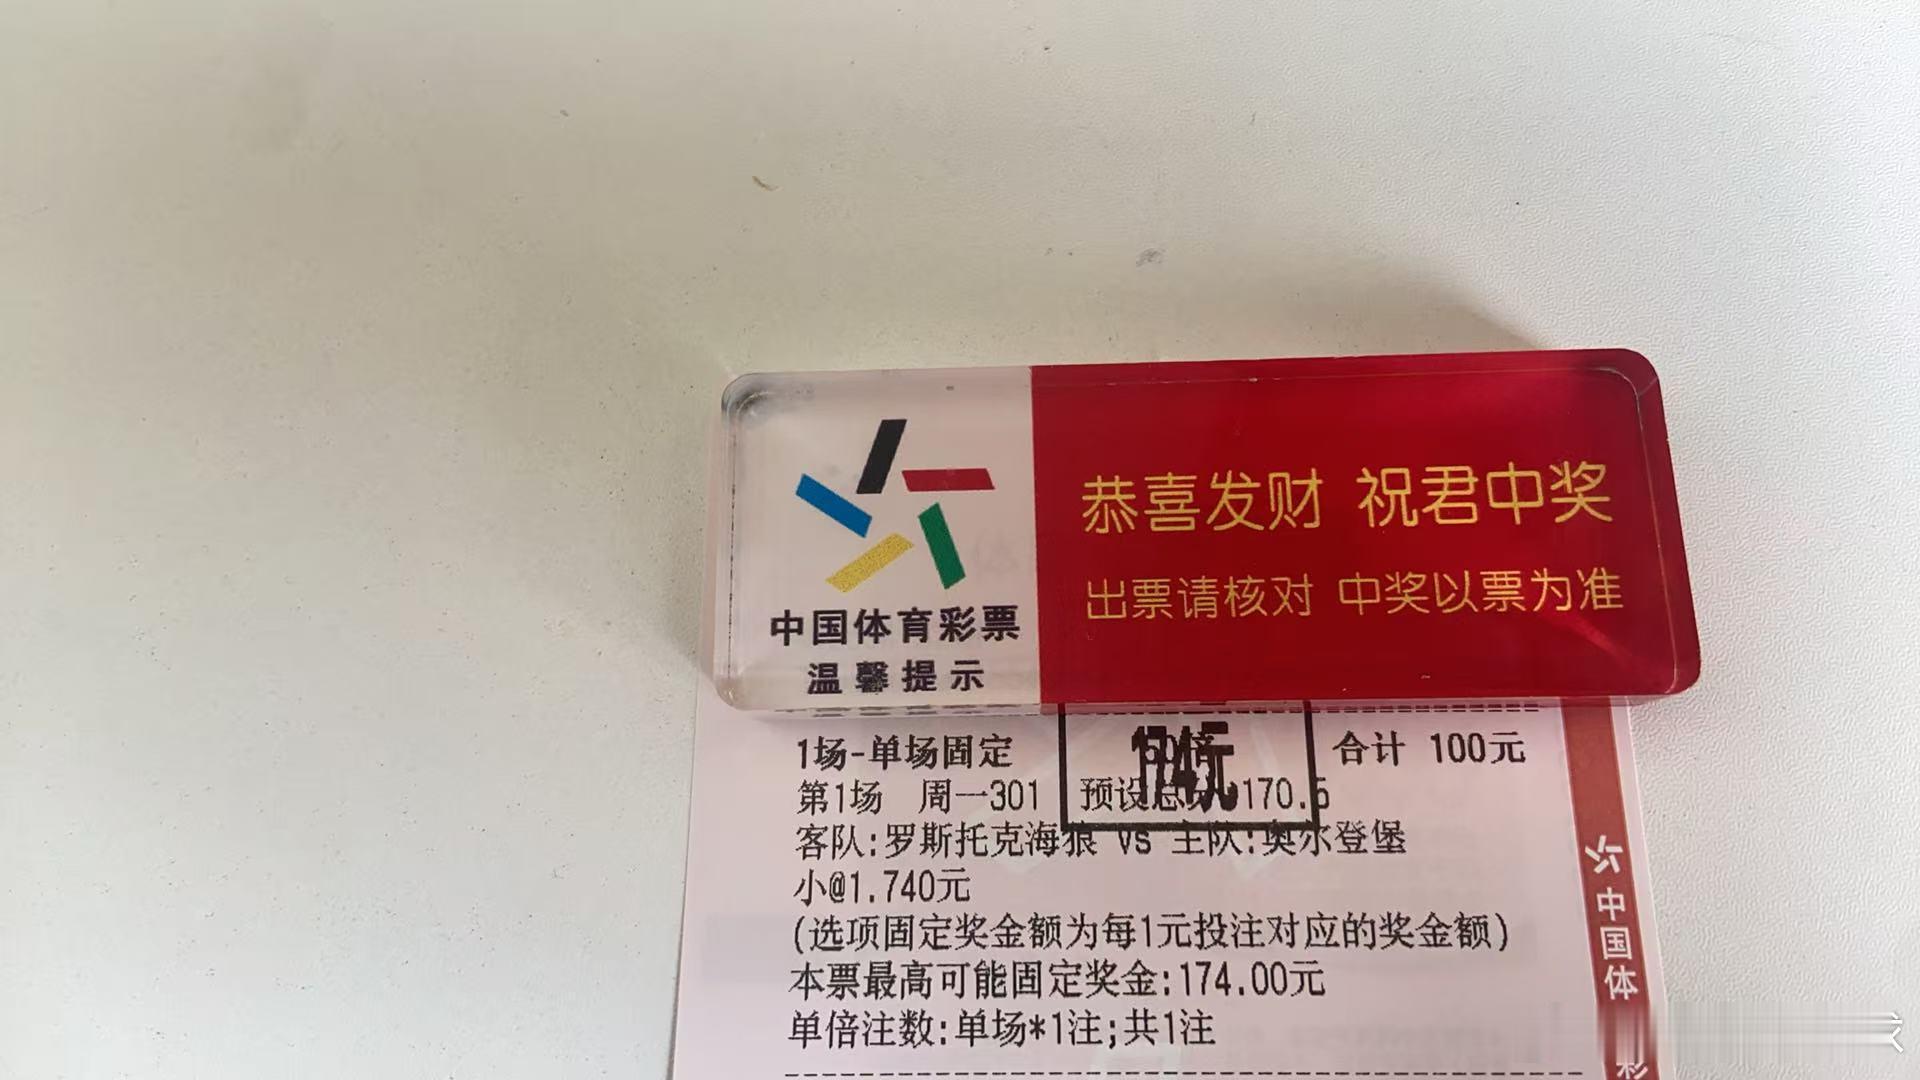 恭喜发财 祝君中奖
出票请核对 中奖以票为准
中国体育彩票
温馨提示
1场-单场固定 50倍 合计 100元
174元
第1场 周一301 预设总分:170.5
客队:罗斯托克海狼 VS 主队:奥尔登堡
小@1.740元
(选项固定奖金额为每1元投注对应的奖金额)
本票最高可能固定奖金:174.00元
单倍注数:单场*1注;共1注
中国体
彩